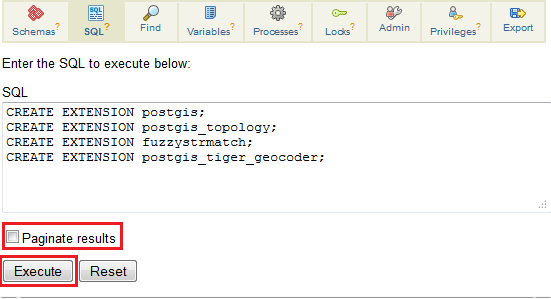 Schemas? SQL? Find Variables? Processes? Locks? Admin Privileges? Export
Enter the SQL to execute below:
SQL
CREATE EXTENSION postgis;
CREATE EXTENSION postgis_topology;
CREATE EXTENSION fuzzystrmatch;
CREATE EXTENSION postgis_tiger_geocoder;
Paginate results
Execute Reset